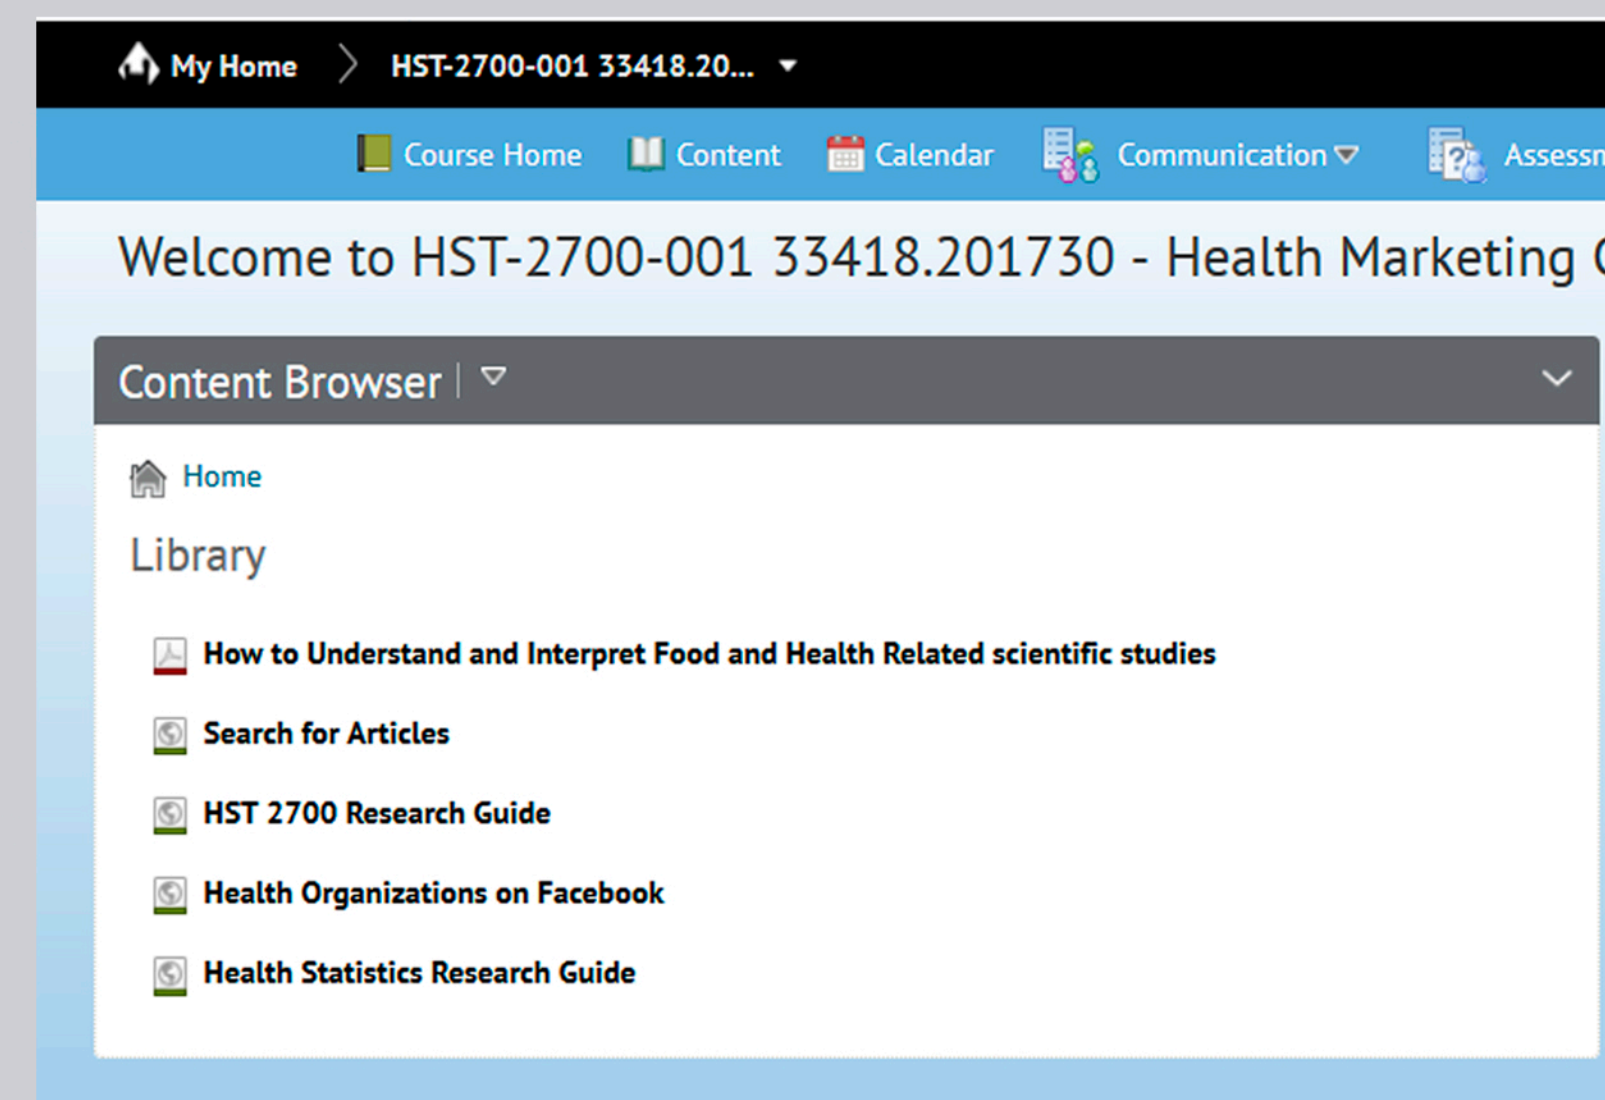 My Home HST-2700-001 33418.20...
Course Home Content Calendar Communication
Welcome to HST-2700-001 33418.201730 - Health Marketing
Content Browser
Home
Library
How to Understand and Interpret Food and Health Related scientific studies
Search for Articles
HST 2700 Research Guide
Health Organizations on Facebook
Health Statistics Research Guide